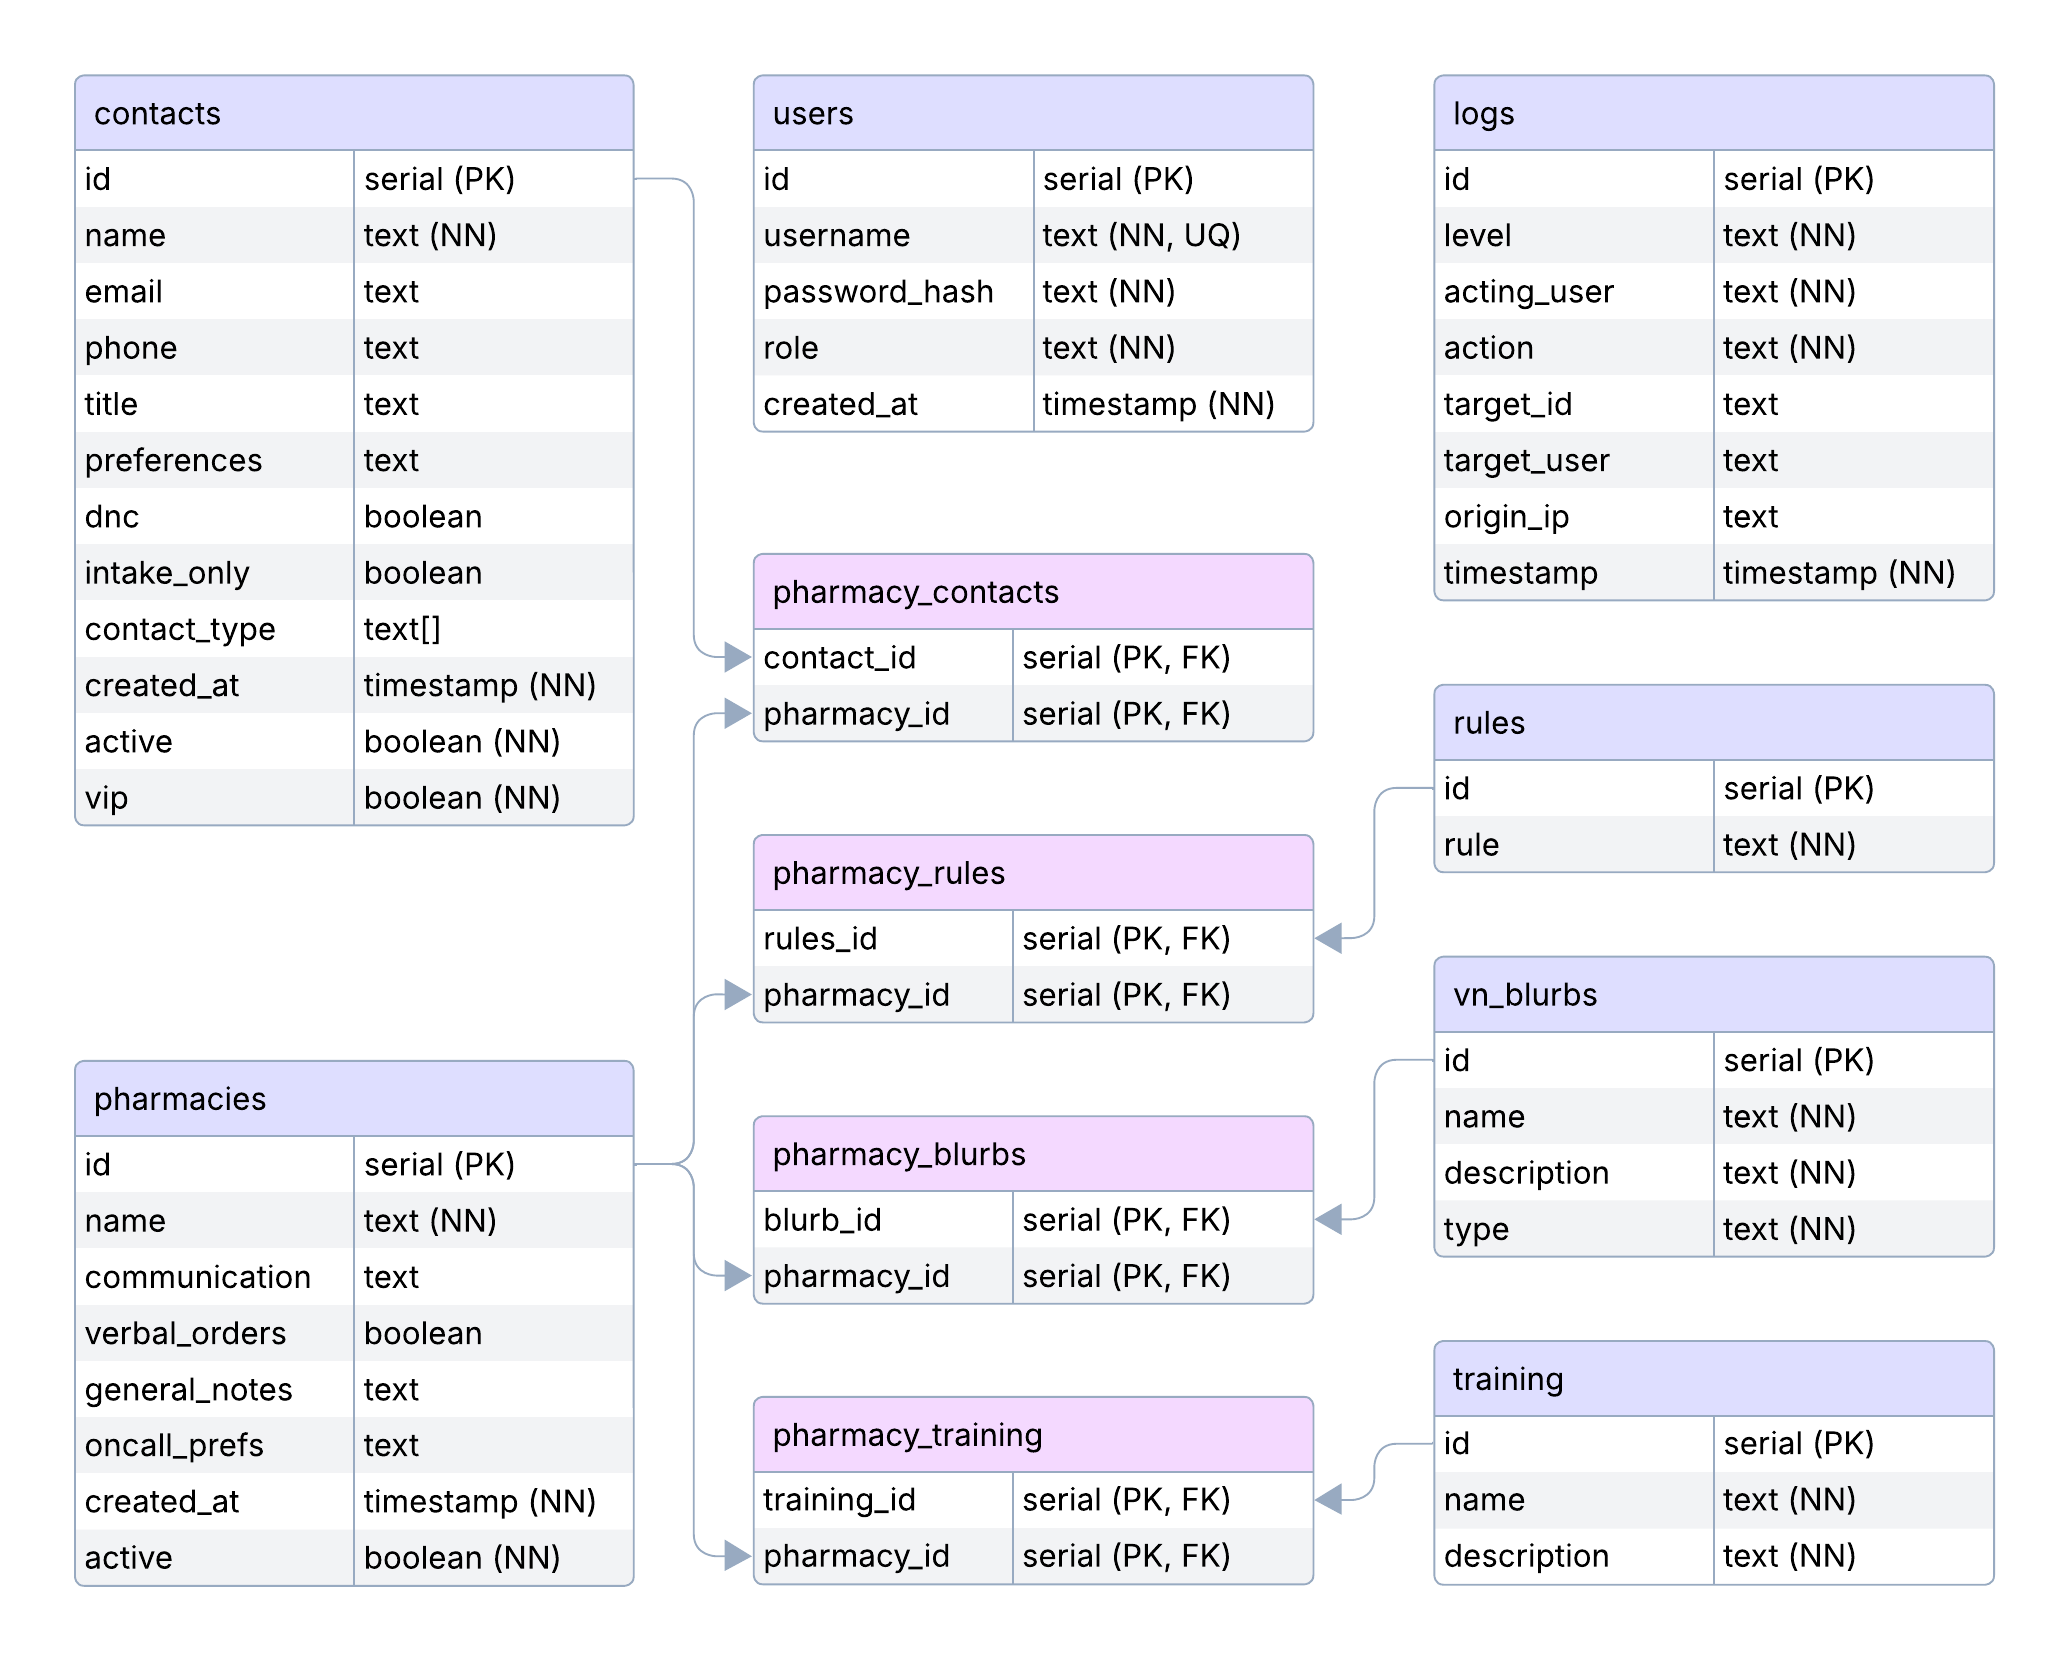 contacts
id serial (PK)
name text (NN)
email text
phone text
title text
preferences text
dnc boolean
intake_only boolean
contact_type text[]
created_at timestamp (NN)
active boolean (NN)
vip boolean (NN)
pharmacies
id serial (PK)
name text (NN)
communication text
verbal_orders boolean
general_notes text
oncall_prefs text
created_at timestamp (NN)
active boolean (NN)
users
id serial (PK)
username text (NN, UQ)
password_hash text (NN)
role text (NN)
created_at timestamp (NN)
pharmacy_contacts
contact_id serial (PK, FK)
pharmacy_id serial (PK, FK)
pharmacy_rules
rules_id serial (PK, FK)
pharmacy_id serial (PK, FK)
pharmacy_blurbs
blurb_id serial (PK, FK)
pharmacy_id serial (PK, FK)
pharmacy_training
training_id serial (PK, FK)
pharmacy_id serial (PK, FK)
logs
id serial (PK)
level text (NN)
acting_user text (NN)
action text (NN)
target_id text
target_user text
origin_ip text
timestamp timestamp (NN)
rules
id serial (PK)
rule text (NN)
vn_blurbs
id serial (PK)
name text (NN)
description text (NN)
type text (NN)
training
id serial (PK)
name text (NN)
description text (NN)